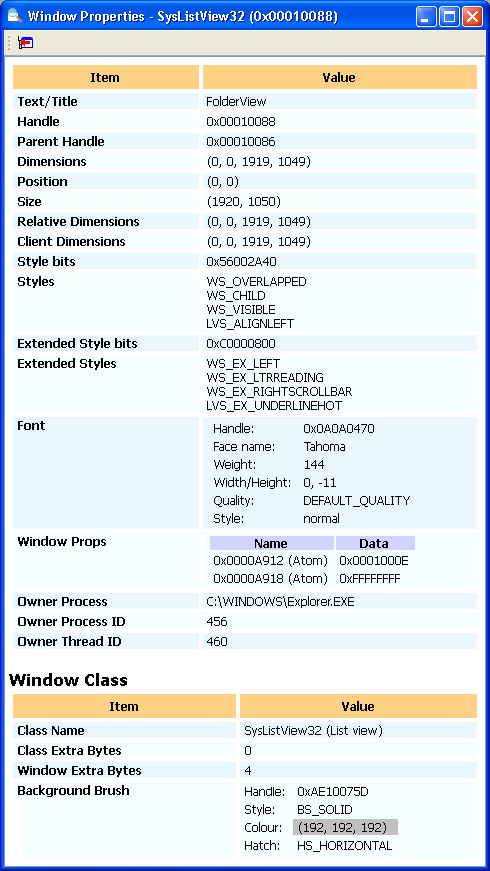 Window Properties - SysListView32 (0x00010088)
Item Value
Text/Title FolderView
Handle 0x00010088
Parent Handle 0x00010086
Dimensions (0, 0, 1919, 1049)
Position (0, 0)
Size (1920, 1050)
Relative Dimensions (0, 0, 1919, 1049)
Client Dimensions (0, 0, 1919, 1049)
Style bits 0x56002A40
Styles WS_OVERLAPPED
WS_CHILD
WS_VISIBLE
LVS_ALIGNLEFT
Extended Style bits 0xC0000800
Extended Styles WS_EX_LEFT
WS_EX_LTRREADING
WS_EX_RIGHTSCROLLBAR
LVS_EX_UNDERLINEHOT
Font Handle: 0x0A0A0470
Face name: Tahoma
Weight: 144
Width/Height: 0, -11
Quality: DEFAULT_QUALITY
Style: normal
Window Props Name Data
0x0000A912 (Atom) 0x0001000E
0x0000A918 (Atom) 0xFFFFFFFF
Owner Process C:\WINDOWS\Explorer.EXE
Owner Process ID 456
Owner Thread ID 460
Window Class
Item Value
Class Name SysListView32 (List view)
Class Extra Bytes 0
Window Extra Bytes 4
Background Brush Handle: 0xAE10075D
Style: BS_SOLID
Colour: (192, 192, 192)
Hatch: HS_HORIZONTAL